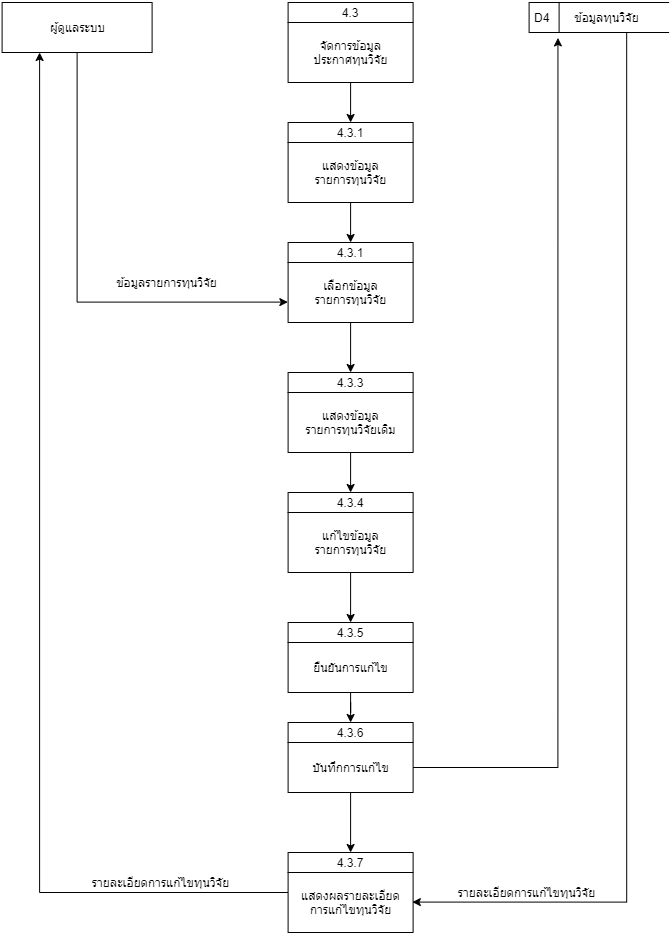 ผู้ดูแลระบบ
4.3
จัดการข้อมูล
ประกาศทุนวิจัย
D4
ข้อมูลทุนวิจัย
4.3.1
แสดงข้อมูล
รายการทุนวิจัย
4.3.1
เลือกข้อมูล
รายการทุนวิจัย
ข้อมูลรายการทุนวิจัย
4.3.3
แสดงข้อมูล
รายการทุนวิจัยเดิม
4.3.4
แก้ไขข้อมูล
รายการทุนวิจัย
4.3.5
ยืนยันการแก้ไข
4.3.6
บันทึกการแก้ไข
4.3.7
แสดงผลรายละเอียด
การแก้ไขทุนวิจัย
รายละเอียดการแก้ไขทุนวิจัย
รายละเอียดการแก้ไขทุนวิจัย